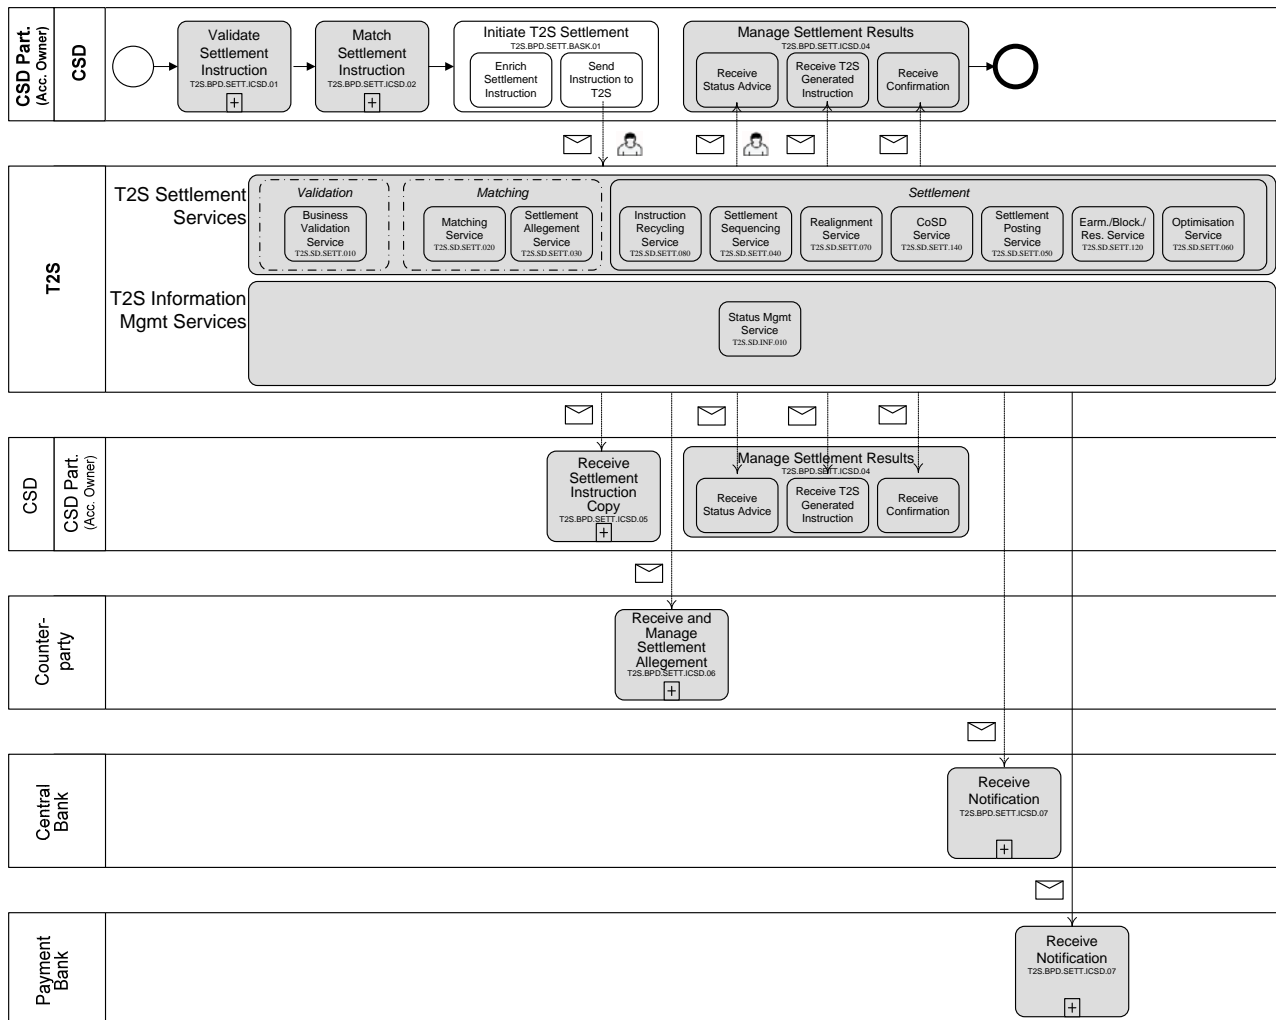 CSD Part.
(Acc. Owner)
CSD
Validate
Settlement
Instruction
T2S.BPD.SETT.ICSD.01
+
Match
Settlement
Instruction
T2S.BPD.SETT.ICSD.02
+
Initiate T2S Settlement
T2S.BPD.SETT.BASK.01
Enrich
Settlement
Instruction
Send
Instruction to
T2S
Manage Settlement Results
T2S.BPD.SETT.ICSD.04
Receive
Status Advice
Receive T2S
Generated
Instruction
Receive
Confirmation
T2S
T2S Settlement
Services
Validation
Business
Validation
Service
T2S.SD.SETT.010
Matching
Matching
Service
T2S.SD.SETT.020
Settlement
Allegement
Service
T2S.SD.SETT.030
Settlement
Instruction
Recycling
Service
T2S.SD.SETT.080
Settlement
Sequencing
Service
T2S.SD.SETT.040
Realignment
Service
T2S.SD.SETT.070
CoSD
Service
T2S.SD.SETT.140
Settlement
Posting
Service
T2S.SD.SETT.050
Earm./Block./
Res. Service
T2S.SD.SETT.120
Optimisation
Service
T2S.SD.SETT.060
T2S Information
Mgmt Services
Status Mgmt
Service
T2S.SD.INF.010
CSD
CSD Part.
(Acc. Owner)
Receive
Settlement
Instruction
Copy
T2S.BPD.SETT.ICSD.05
+
Manage Settlement Results
T2S.BPD.SETT.ICSD.04
Receive
Status Advice
Receive T2S
Generated
Instruction
Receive
Confirmation
Counter-
party
Receive and
Manage
Settlement
Allegement
T2S.BPD.SETT.ICSD.06
+
Central
Bank
Receive
Notification
T2S.BPD.SETT.ICSD.07
+
Payment
Bank
Receive
Notification
T2S.BPD.SETT.ICSD.07
+